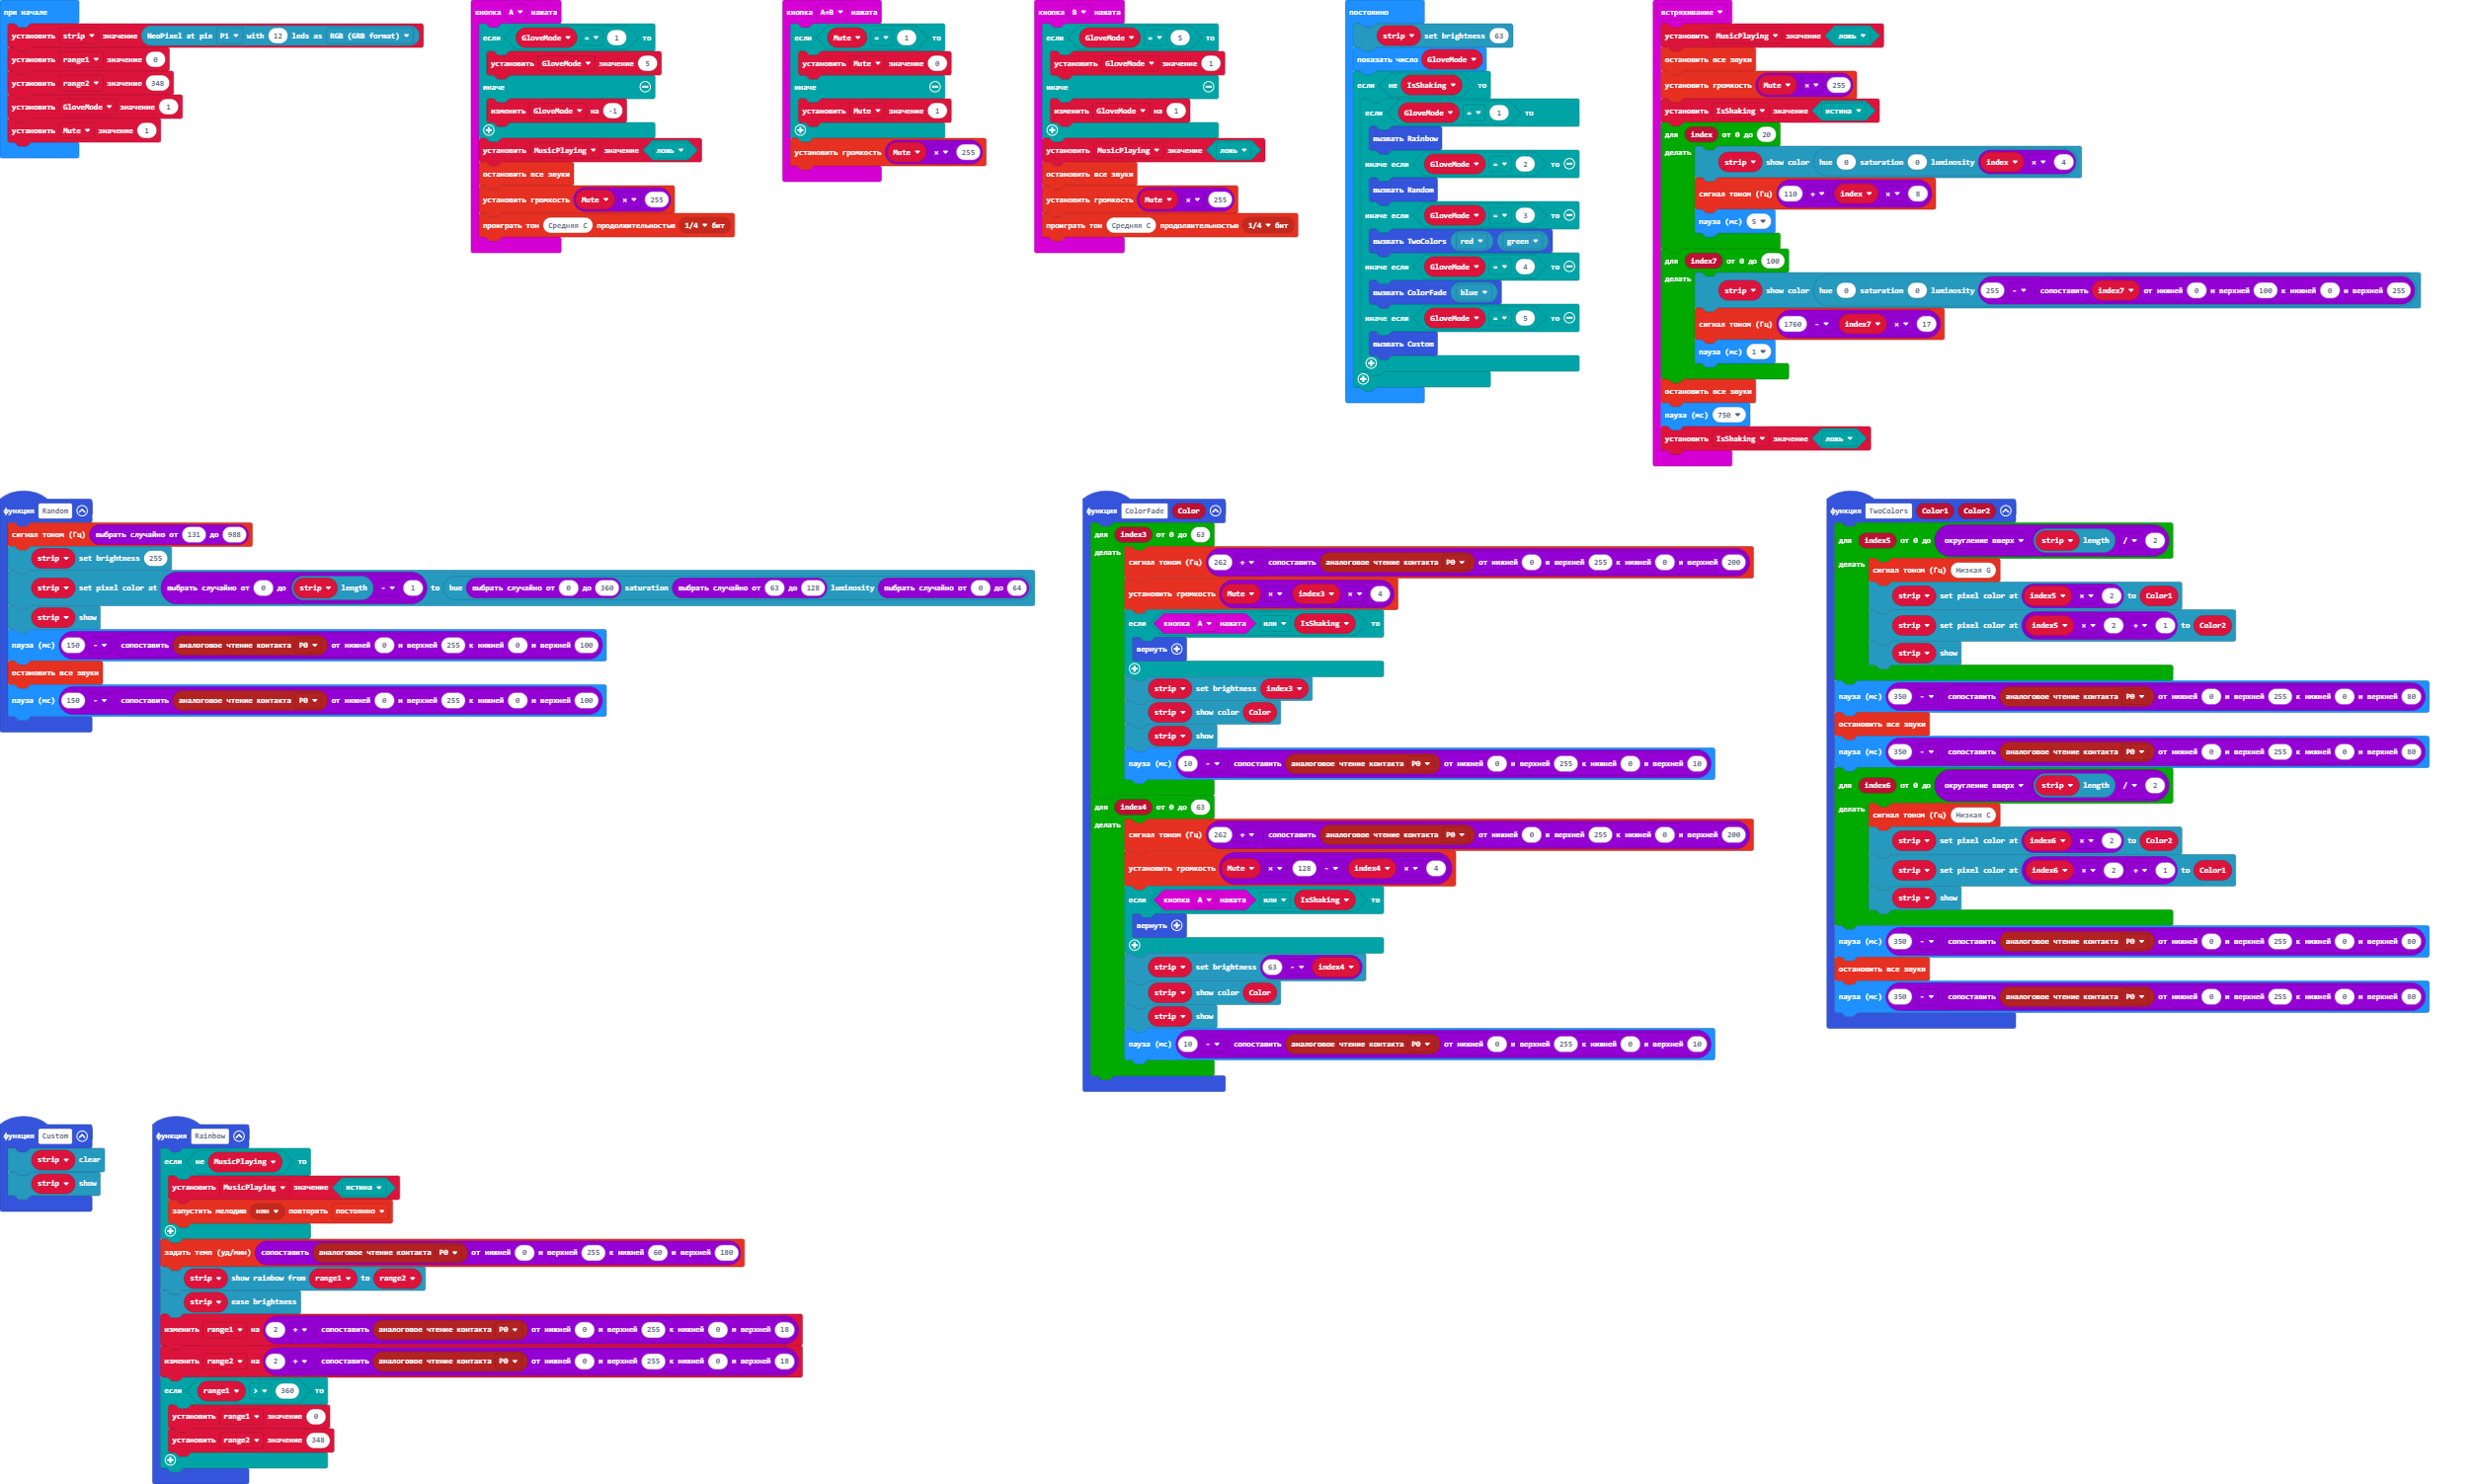 при начале
установить strip значение NeoPixel at pin P1 with 12 leds as RGB (GRB format)
установить range1 значение 0
установить range2 значение 348
установить GloveMode значение 1
установить Mute значение 1
кнопка A нажата
если GloveMode = 1 то
установить GloveMode значение 5
иначе
изменить GloveMode на -1
установить MusicPlaying значение ложь
остановить все звуки
установить громкость Mute × 255
проиграть тон Средняя C продолжительностью 1/4 бит
кнопка A+B нажата
если Mute = 1 то
установить Mute значение 0
иначе
установить Mute значение 1
установить громкость Mute × 255
кнопка B нажата
если GloveMode = 5 то
установить GloveMode значение 1
иначе
изменить GloveMode на 1
установить MusicPlaying значение ложь
остановить все звуки
установить громкость Mute × 255
проиграть тон Средняя C продолжительностью 1/4 бит
постоянно
strip set brightness 63
показать число GloveMode
если не IsShaking то
если GloveMode = 1 то
вызвать Rainbow
иначе если GloveMode = 2 то
вызвать Random
иначе если GloveMode = 3 то
вызвать TwoColors red green
иначе если GloveMode = 4 то
вызвать ColorFade blue
иначе если GloveMode = 5 то
вызвать Custom
встряхивание
установить MusicPlaying значение ложь
остановить все звуки
установить громкость Mute × 255
установить IsShaking значение истина
для index от 0 до 20
делать
strip show color hue 0 saturation 0 luminosity index × 4
сигнал тоном (Гц) 110 + index × 8
пауза (мс) 5
для index7 от 0 до 100
делать
strip show color hue 0 saturation 0 luminosity 255 - сопоставить index7 от нижней 0 и верхней 100 к нижней 0 и верхней 255
сигнал тоном (Гц) 1760 - index7 × 17
пауза (мс) 1
остановить все звуки
пауза (мс) 750
установить IsShaking значение ложь
функция Random
сигнал тоном (Гц) выбрать случайно от 131 до 988
strip set brightness 255
strip set pixel color at выбрать случайно от 0 до strip length - 1 to hue выбрать случайно от 0 до 360 saturation выбрать случайно от 63 до 128 luminosity выбрать случайно от 0 до 64
strip show
пауза (мс) 150 - сопоставить аналоговое чтение контакта P0 от нижней 0 и верхней 255 к нижней 0 и верхней 100
остановить все звуки
пауза (мс) 150 - сопоставить аналоговое чтение контакта P0 от нижней 0 и верхней 255 к нижней 0 и верхней 100
функция ColorFade Color
для index3 от 0 до 63
делать
сигнал тоном (Гц) 262 + сопоставить аналоговое чтение контакта P0 от нижней 0 и верхней 255 к нижней 0 и верхней 200
установить громкость Mute × index3 × 4
если кнопка A нажата или IsShaking то
вернуть
strip set brightness index3
strip show color Color
strip show
пауза (мс) 10 - сопоставить аналоговое чтение контакта P0 от нижней 0 и верхней 255 к нижней 0 и верхней 10
для index4 от 0 до 63
делать
сигнал тоном (Гц) 262 + сопоставить аналоговое чтение контакта P0 от нижней 0 и верхней 255 к нижней 0 и верхней 200
установить громкость Mute × 128 - index4 × 4
если кнопка A нажата или IsShaking то
вернуть
strip set brightness 63 - index4
strip show color Color
strip show
пауза (мс) 10 - сопоставить аналоговое чтение контакта P0 от нижней 0 и верхней 255 к нижней 0 и верхней 10
функция TwoColors Color1 Color2
для index5 от 0 до округление вверх strip length / 2
делать
сигнал тоном (Гц) Низкая G
strip set pixel color at index5 × 2 to Color1
strip set pixel color at index5 × 2 + 1 to Color2
strip show
пауза (мс) 350 - сопоставить аналоговое чтение контакта P0 от нижней 0 и верхней 255 к нижней 0 и верхней 80
остановить все звуки
пауза (мс) 350 - сопоставить аналоговое чтение контакта P0 от нижней 0 и верхней 255 к нижней 0 и верхней 80
для index6 от 0 до округление вверх strip length / 2
делать
сигнал тоном (Гц) Низкая C
strip set pixel color at index6 × 2 to Color2
strip set pixel color at index6 × 2 + 1 to Color1
strip show
пауза (мс) 350 - сопоставить аналоговое чтение контакта P0 от нижней 0 и верхней 255 к нижней 0 и верхней 80
остановить все звуки
пауза (мс) 350 - сопоставить аналоговое чтение контакта P0 от нижней 0 и верхней 255 к нижней 0 и верхней 80
функция Custom
strip clear
strip show
функция Rainbow
если не MusicPlaying то
установить MusicPlaying значение истина
запустить мелодию нян повторять постоянно
задать темп (уд/мин) сопоставить аналоговое чтение контакта P0 от нижней 0 и верхней 255 к нижней 60 и верхней 180
strip show rainbow from range1 to range2
strip ease brightness
изменить range1 на 2 + сопоставить аналоговое чтение контакта P0 от нижней 0 и верхней 255 к нижней 0 и верхней 18
изменить range2 на 2 + сопоставить аналоговое чтение контакта P0 от нижней 0 и верхней 255 к нижней 0 и верхней 18
если range1 > 360 то
установить range1 значение 0
установить range2 значение 348